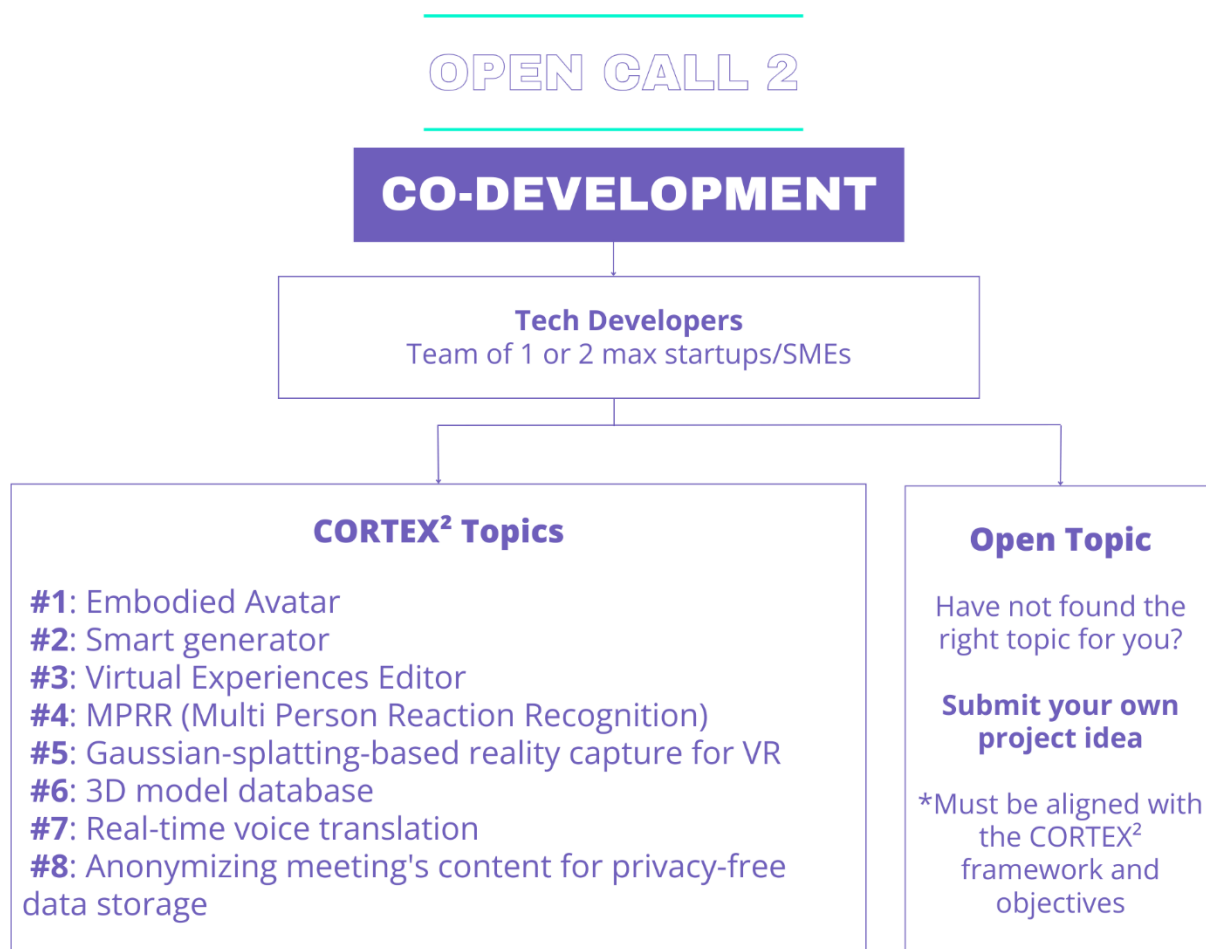 OPEN CALL 2
CO-DEVELOPMENT
Tech Developers
Team of 1 or 2 max startups/SMEs
CORTEX² Topics
#1: Embodied Avatar
#2: Smart generator
#3: Virtual Experiences Editor
#4: MPRR (Multi Person Reaction Recognition)
#5: Gaussian-splatting-based reality capture for VR
#6: 3D model database
#7: Real-time voice translation
#8: Anonymizing meeting's content for privacy-free
data storage
Open Topic
Have not found the
right topic for you?
Submit your own
project idea
*Must be aligned with
the CORTEX²
framework and
objectives